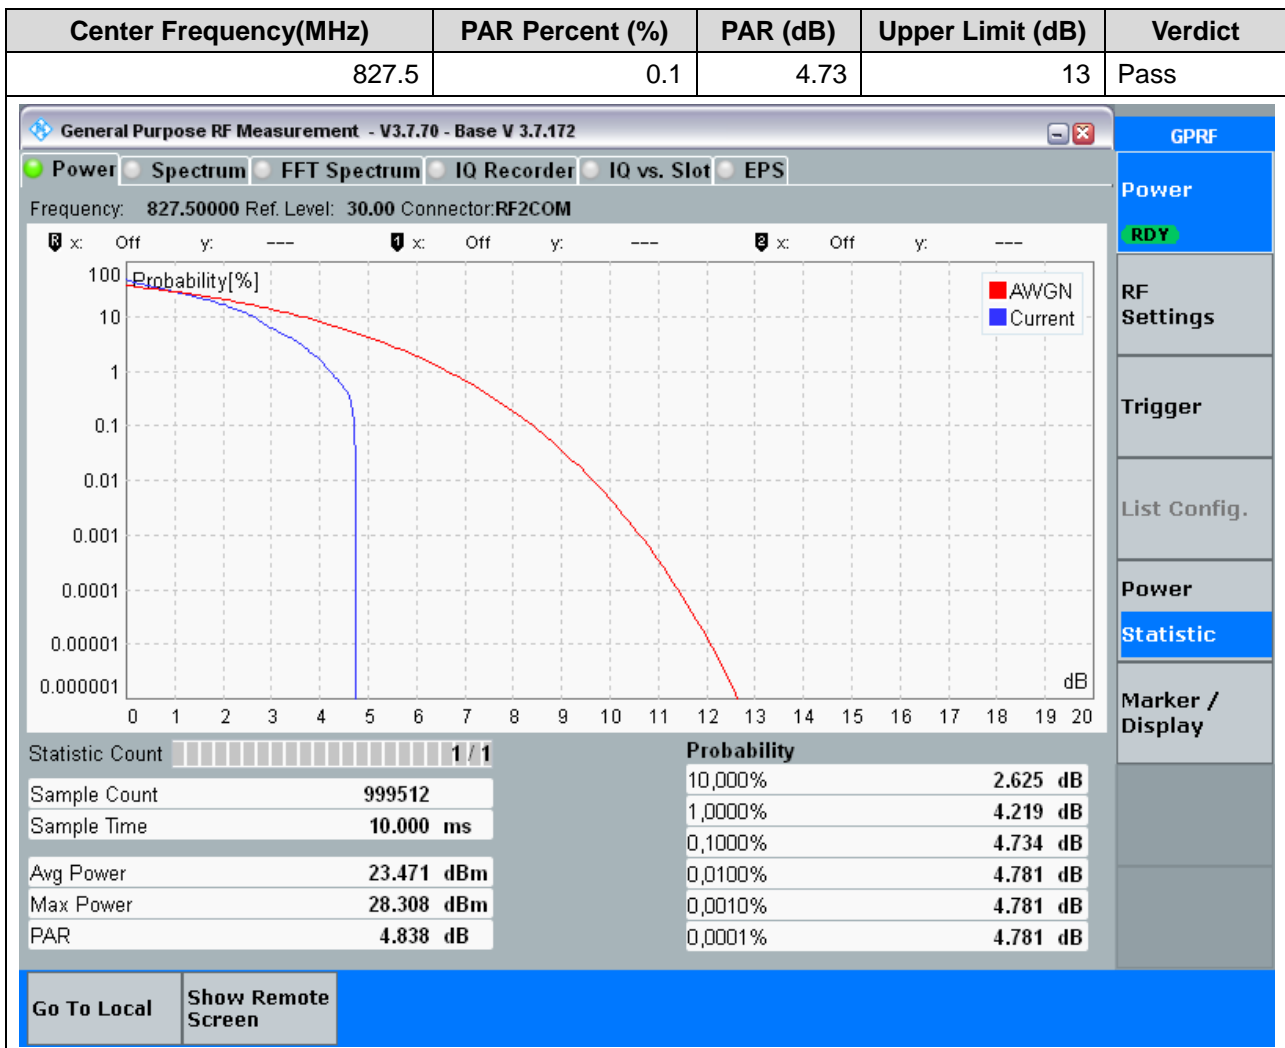 Center Frequency(MHz) PAR Percent (%) PAR (dB) Upper Limit (dB) Verdict
827.5 0.1 4.73 13 Pass
General Purpose RF Measurement - V3.7.70 - Base V 3.7.172
GPRF
Power Spectrum FFT Spectrum IQ Recorder IQ vs. Slot EPS
Power
RDY
Frequency: 827.50000 Ref. Level: 30.00 Connector:RF2COM
R x: Off y: --- 1 x: Off y: --- 2 x: Off y: ---
Probability[%]
AWGN
Current
100
10
1
0.1
0.01
0.001
0.0001
0.00001
0.000001
dB
0 1 2 3 4 5 6 7 8 9 10 11 12 13 14 15 16 17 18 19 20
RF
Settings
Trigger
List Config.
Power
Statistic
Marker /
Display
Statistic Count 1 / 1
Sample Count 999512
Sample Time 10.000 ms
Avg Power 23.471 dBm
Max Power 28.308 dBm
PAR 4.838 dB
Probability
10,000% 2.625 dB
1,0000% 4.219 dB
0,1000% 4.734 dB
0,0100% 4.781 dB
0,0010% 4.781 dB
0,0001% 4.781 dB
Go To Local
Show Remote
Screen